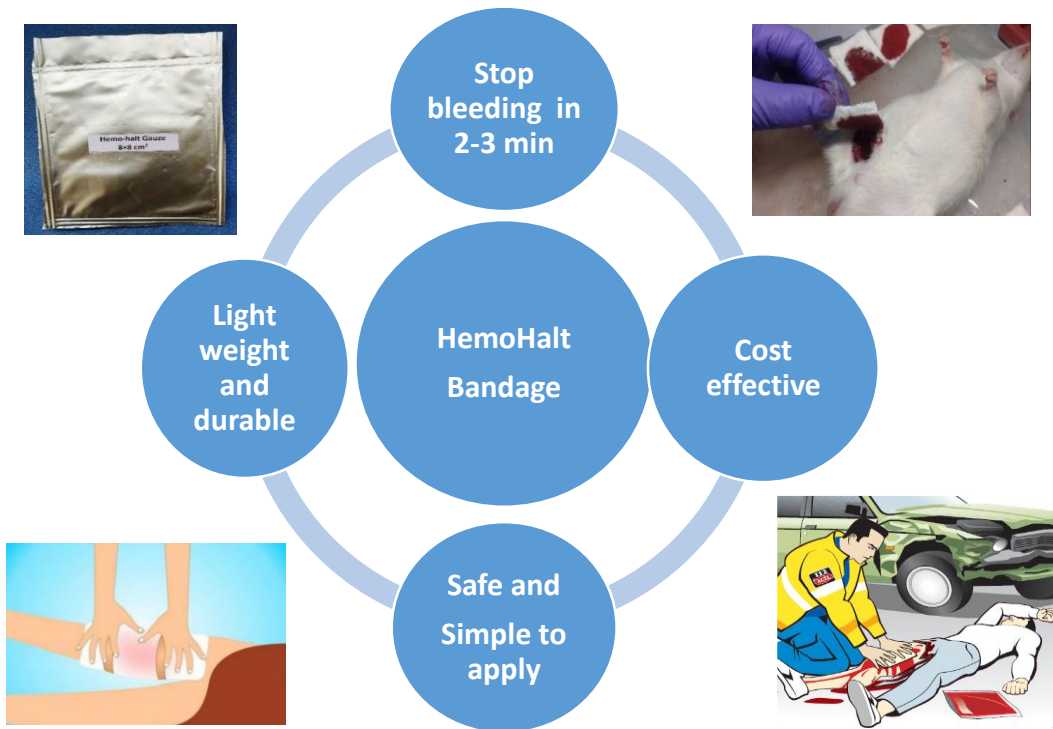 Hemo-halt Gauze
8×8 cm²
Stop
bleeding in
2-3 min
Light
weight
and
durable
HemoHalt
Bandage
Cost
effective
Safe and
Simple to
apply